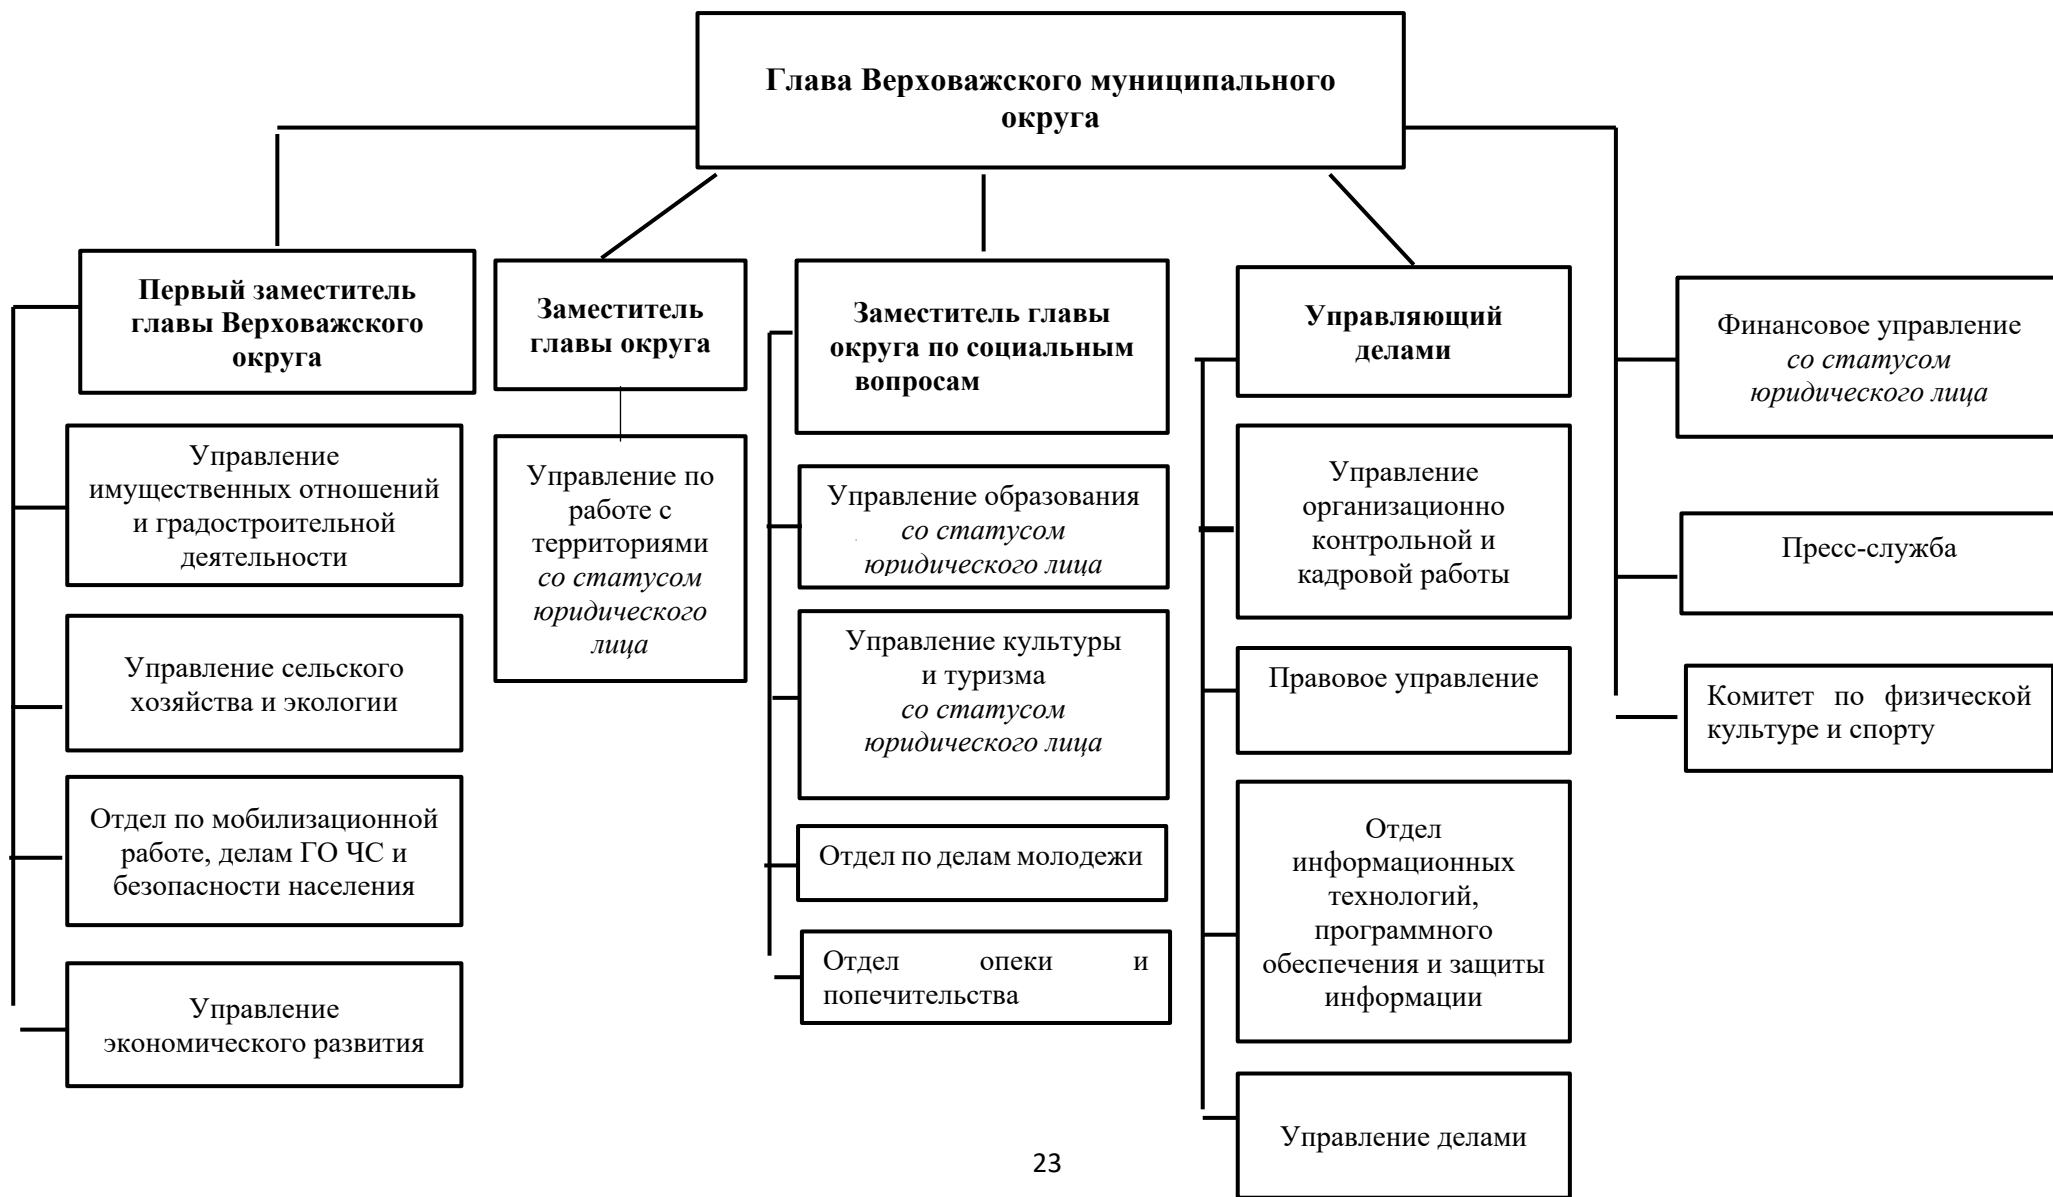 Глава Верховажского муниципального
округа
Первый заместитель
главы Верховажского
округа
Управление
имущественных отношений
и градостроительной
деятельности
Управление сельского
хозяйства и экологии
Отдел по мобилизационной
работе, делам ГО ЧС и
безопасности населения
Управление
экономического развития
Заместитель
главы округа
Управление по
работе с
территориями
со статусом
юридического
лица
Заместитель главы
округа по социальным
вопросам
Управление образования
со статусом
юридического лица
Управление культуры
и туризма
со статусом
юридического лица
Отдел по делам молодежи
Отдел опеки и
попечительства
Управляющий
делами
Управление
организационно
контрольной и
кадровой работы
Правовое управление
Отдел
информационных
технологий,
программного
обеспечения и защиты
информации
Управление делами
Финансовое управление
со статусом
юридического лица
Пресс-служба
Комитет по физической
культуре и спорту
23